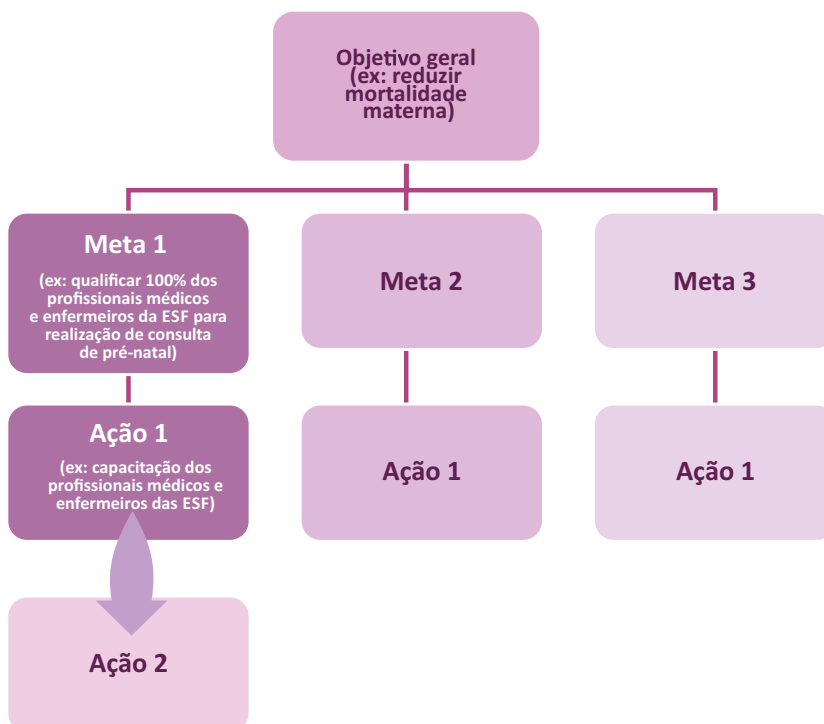 Objetivo geral
(ex: reduzir
mortalidade
materna)
Meta 1
(ex: qualificar 100% dos
profissionais médicos
e enfermeiros da ESF para
realização de consulta
de pré-natal)
Meta 2
Meta 3
Ação 1
(ex: capacitação dos
profissionais médicos e
enfermeiros das ESF)
Ação 1
Ação 1
Ação 2